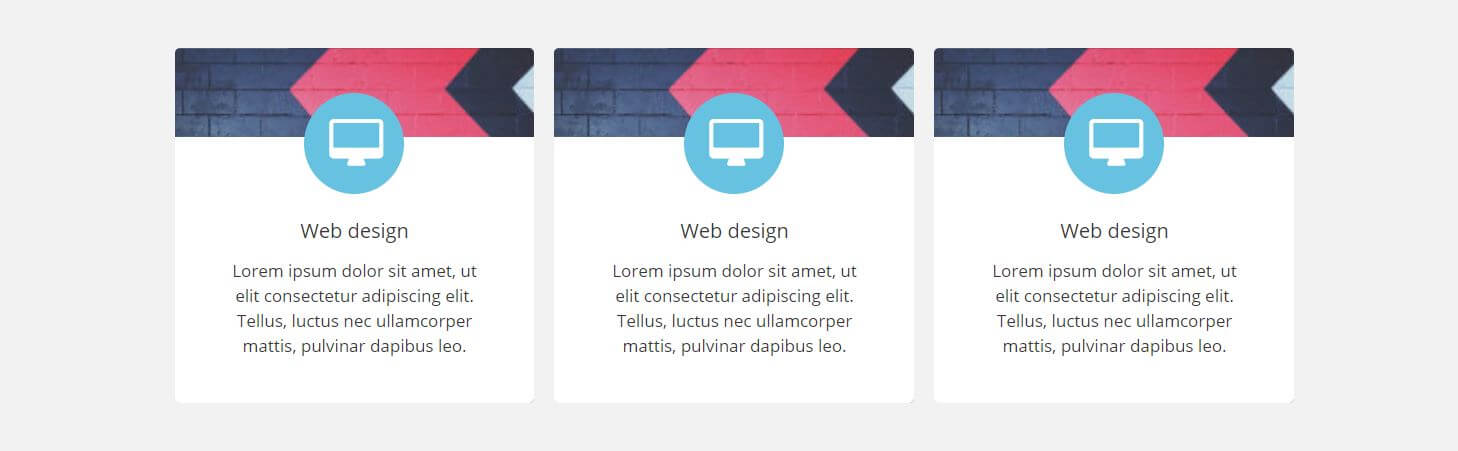 Web design
Lorem ipsum dolor sit amet, ut
elit consectetur adipiscing elit.
Tellus, luctus nec ullamcorper
mattis, pulvinar dapibus leo.
Web design
Lorem ipsum dolor sit amet, ut
elit consectetur adipiscing elit.
Tellus, luctus nec ullamcorper
mattis, pulvinar dapibus leo.
Web design
Lorem ipsum dolor sit amet, ut
elit consectetur adipiscing elit.
Tellus, luctus nec ullamcorper
mattis, pulvinar dapibus leo.